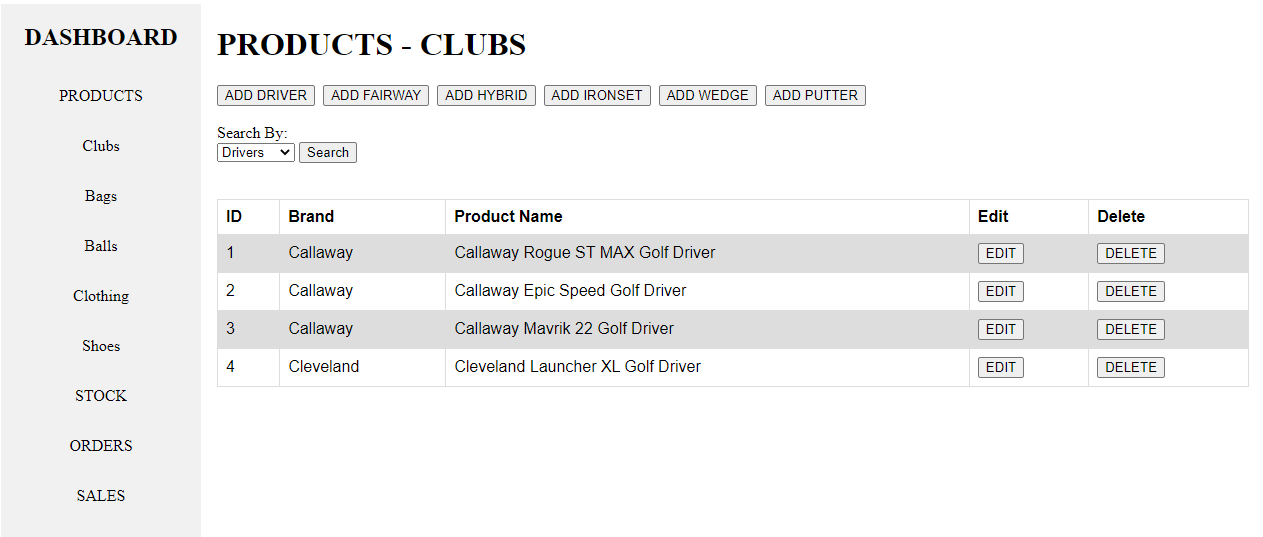 DASHBOARD
PRODUCTS
Clubs
Bags
Balls
Clothing
Shoes
STOCK
ORDERS
SALES
PRODUCTS - CLUBS
ADD DRIVER ADD FAIRWAY ADD HYBRID ADD IRONSET ADD WEDGE ADD PUTTER
Search By:
Drivers Search
ID Brand Product Name Edit Delete
1 Callaway Callaway Rogue ST MAX Golf Driver EDIT DELETE
2 Callaway Callaway Epic Speed Golf Driver EDIT DELETE
3 Callaway Callaway Mavrik 22 Golf Driver EDIT DELETE
4 Cleveland Cleveland Launcher XL Golf Driver EDIT DELETE